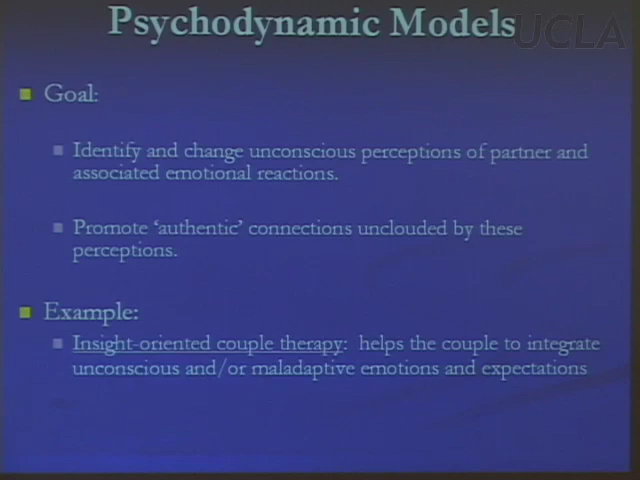 Psychodynamic Models
UCLA
Goal:
Identify and change unconscious perceptions of partner and
associated emotional reactions.
Promote ‘authentic’ connections unclouded by these
perceptions.
Example:
Insight-oriented couple therapy: helps the couple to integrate
unconscious and/or maladaptive emotions and expectations